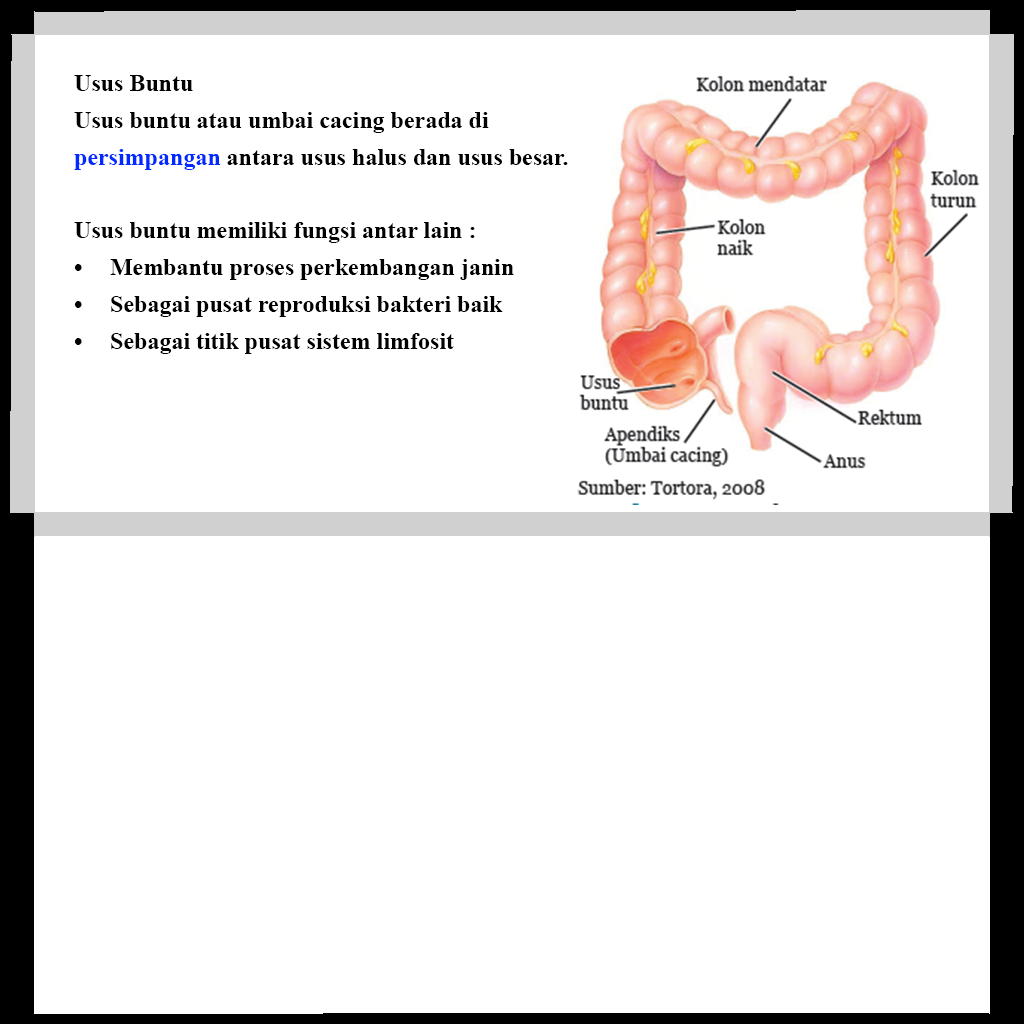 Usus Buntu
Usus buntu atau umbai cacing berada di
persimpangan antara usus halus dan usus besar.
Usus buntu memiliki fungsi antar lain :
• Membantu proses perkembangan janin
• Sebagai pusat reproduksi bakteri baik
• Sebagai titik pusat sistem limfosit
Kolon mendatar
Kolon
turun
Kolon
naik
Usus
buntu
Apendiks
(Umbai cacing)
Rektum
Anus
Sumber: Tortora, 2008